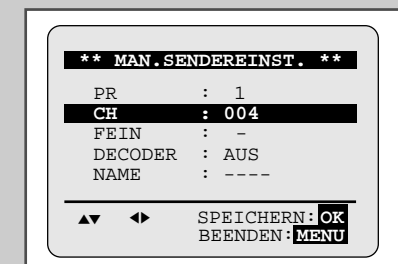 ** MAN.SENDEREINST. **
PR : 1
CH : 004
FEIN : -
DECODER : AUS
NAME : ----
▲▼ ◀▶ SPEICHERN:OK
BEENDEN:MENU